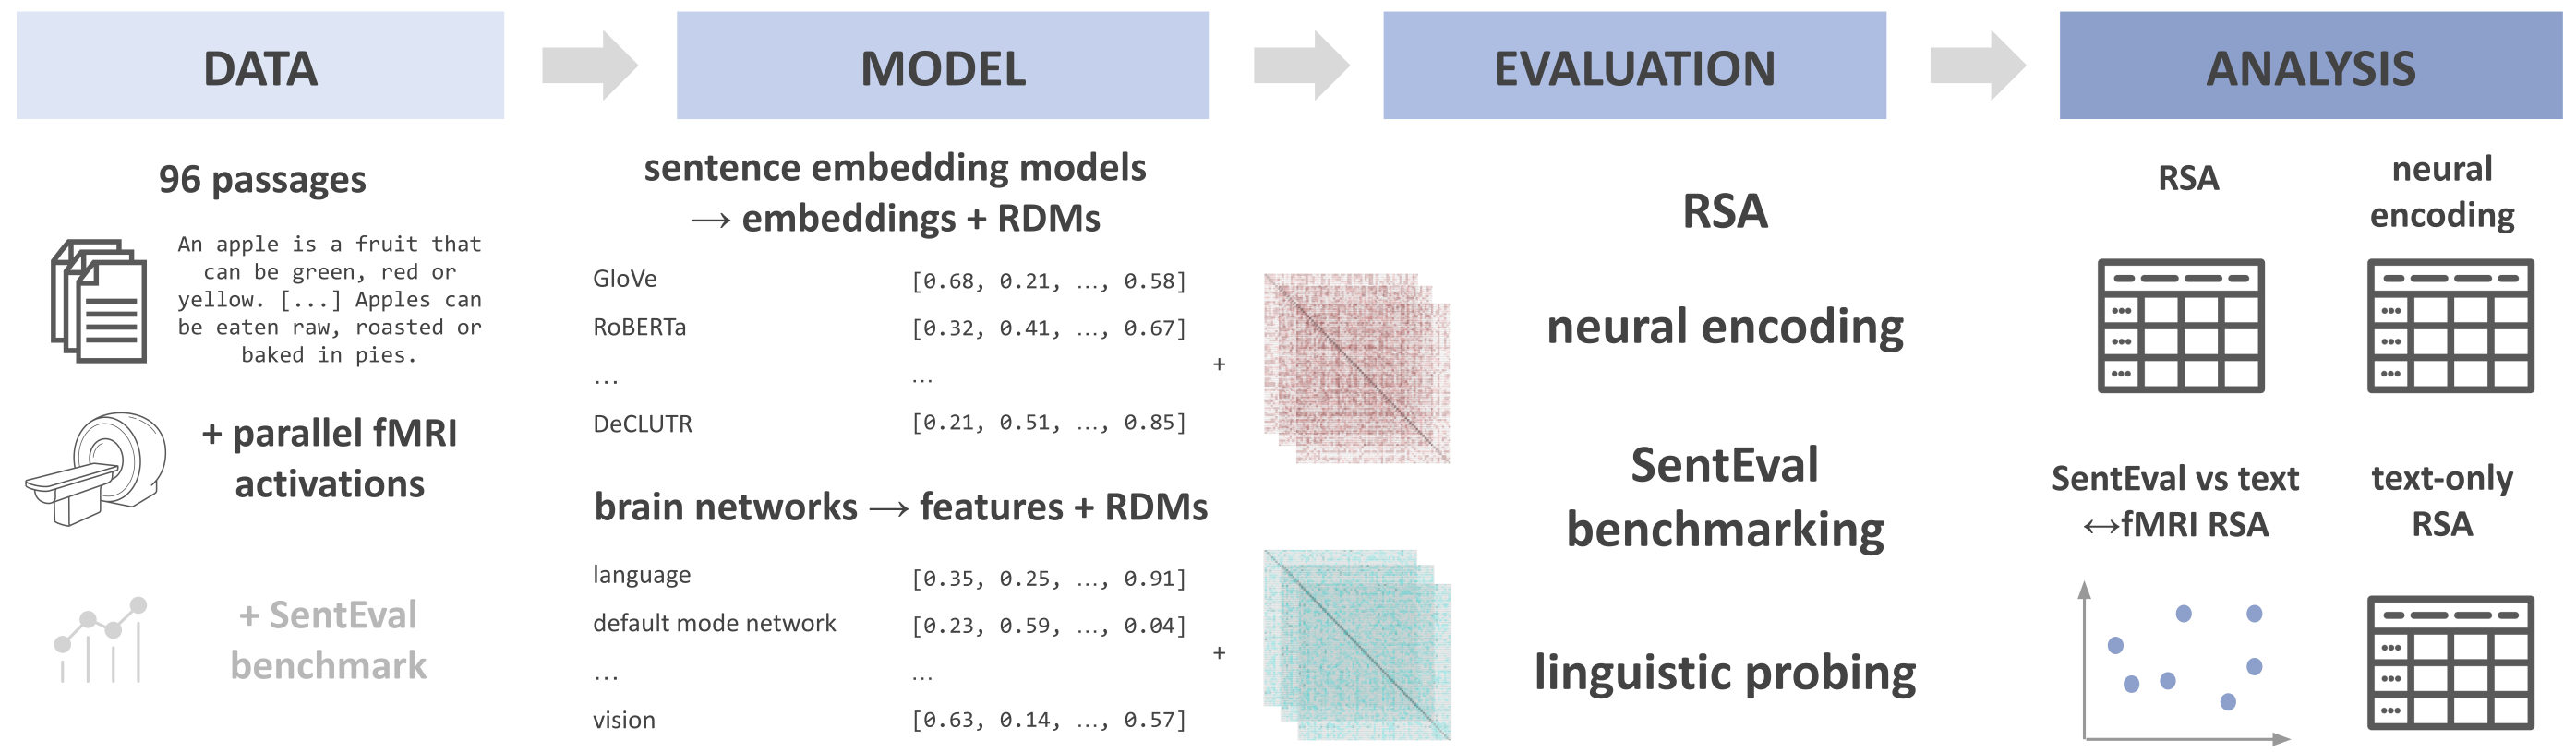 DATA
MODEL
EVALUATION
ANALYSIS
96 passages
An apple is a fruit that
can be green, red or
yellow. [...] Apples can
be eaten raw, roasted or
baked in pies.
+ parallel fMRI
activations
+ SentEval
benchmark
sentence embedding models
→ embeddings + RDMs
GloVe [0.68, 0.21, ..., 0.58]
RoBERTa [0.32, 0.41, ..., 0.67]
... ...
+
DeCLUTR [0.21, 0.51, ..., 0.85]
brain networks → features + RDMs
language [0.35, 0.25, ..., 0.91]
default mode network [0.23, 0.59, ..., 0.04]
+
... ...
vision [0.63, 0.14, ..., 0.57]
RSA
neural encoding
SentEval
benchmarking
linguistic probing
RSA
neural
encoding
SentEval vs text
↔fMRI RSA
text-only
RSA